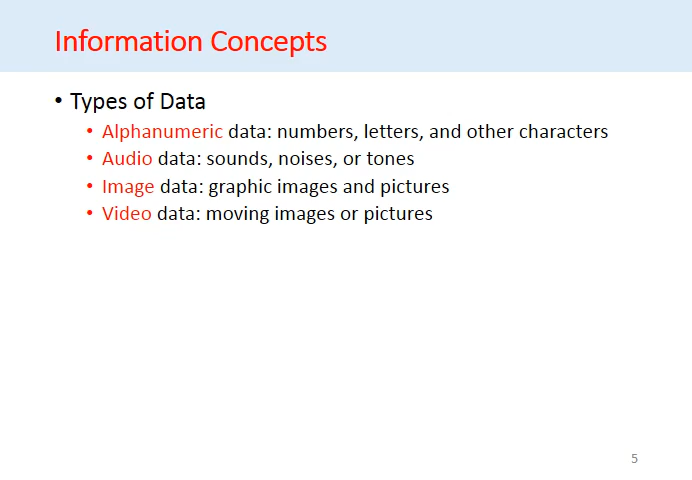 Information Concepts
• Types of Data
• Alphanumeric data: numbers, letters, and other characters
• Audio data: sounds, noises, or tones
• Image data: graphic images and pictures
• Video data: moving images or pictures
5